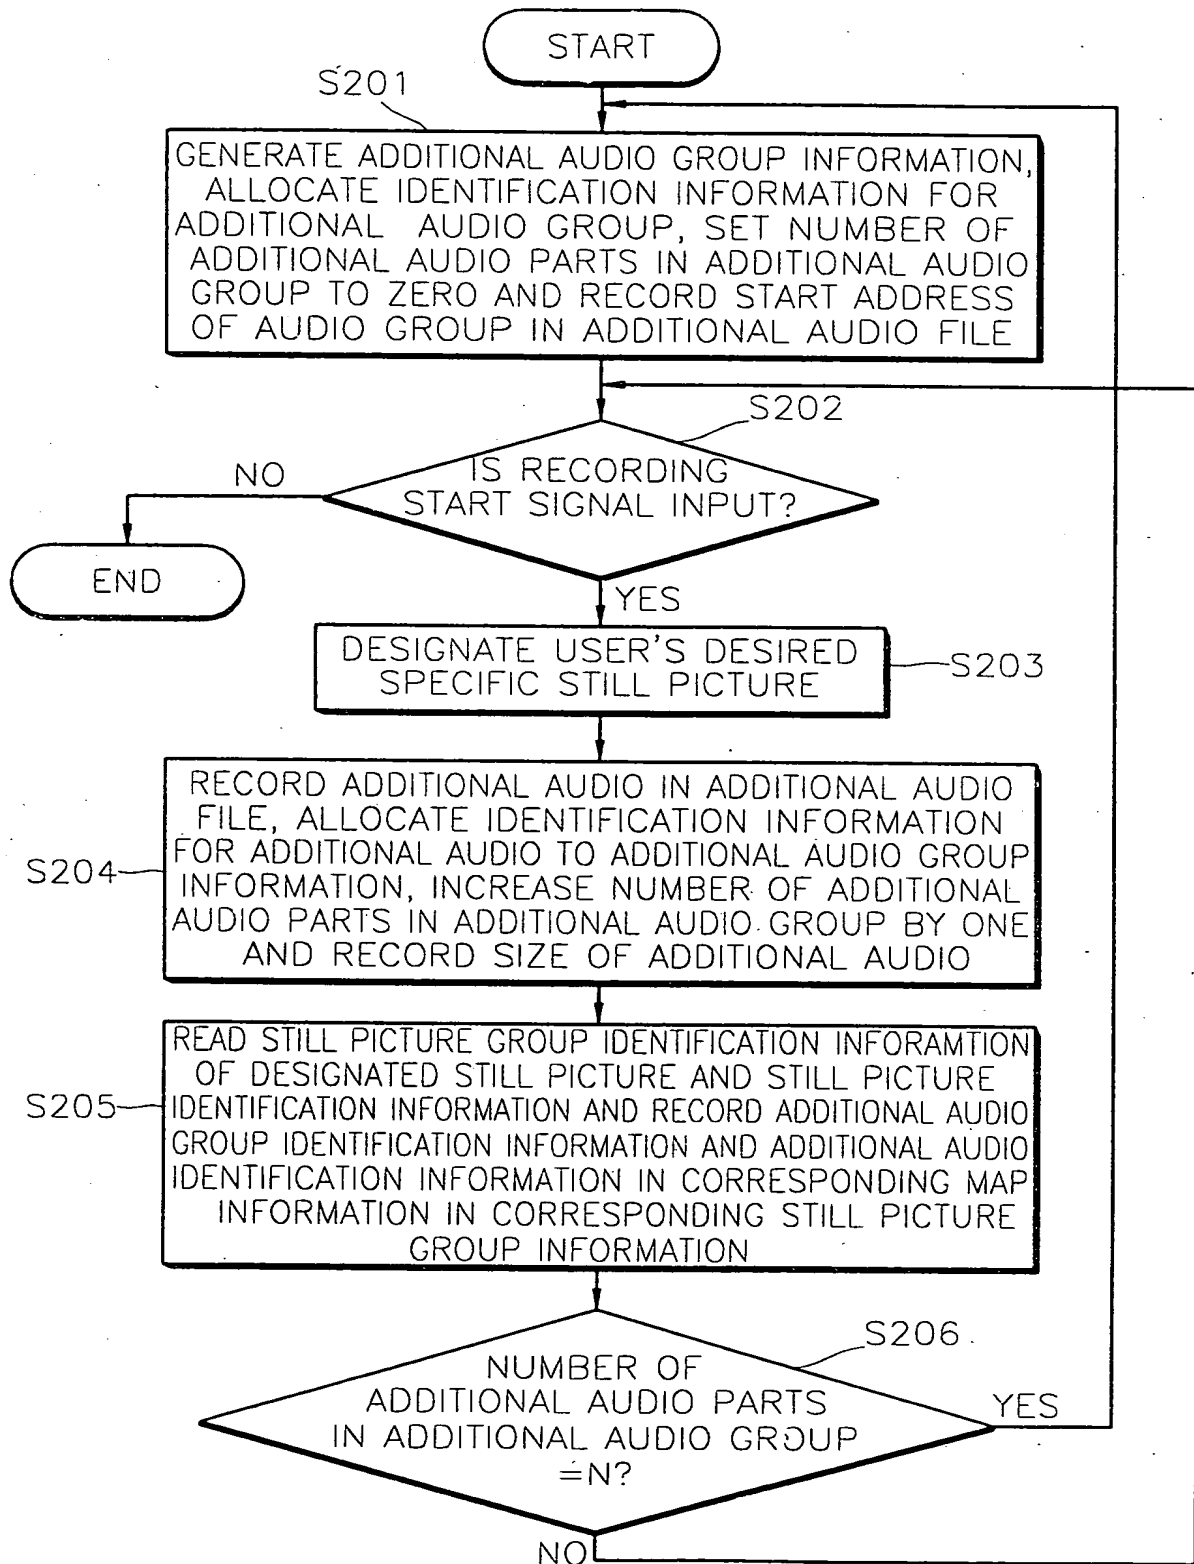 START
S201
GENERATE ADDITIONAL AUDIO GROUP INFORMATION,
ALLOCATE IDENTIFICATION INFORMATION FOR
ADDITIONAL AUDIO GROUP, SET NUMBER OF
ADDITIONAL AUDIO PARTS IN ADDITIONAL AUDIO
GROUP TO ZERO AND RECORD START ADDRESS
OF AUDIO GROUP IN ADDITIONAL AUDIO FILE
S202
IS RECORDING
START SIGNAL INPUT?
NO
END
YES
DESIGNATE USER'S DESIRED
SPECIFIC STILL PICTURE
S203
RECORD ADDITIONAL AUDIO IN ADDITIONAL AUDIO
FILE, ALLOCATE IDENTIFICATION INFORMATION
FOR ADDITIONAL AUDIO TO ADDITIONAL AUDIO GROUP
INFORMATION, INCREASE NUMBER OF ADDITIONAL
AUDIO PARTS IN ADDITIONAL AUDIO GROUP BY ONE
AND RECORD SIZE OF ADDITIONAL AUDIO
S204
READ STILL PICTURE GROUP IDENTIFICATION INFORAMTION
OF DESIGNATED STILL PICTURE AND STILL PICTURE
IDENTIFICATION INFORMATION AND RECORD ADDITIONAL AUDIO
GROUP IDENTIFICATION INFORMATION AND ADDITIONAL AUDIO
IDENTIFICATION INFORMATION IN CORRESPONDING MAP
INFORMATION IN CORRESPONDING STILL PICTURE
GROUP INFORMATION
S205
S206
NUMBER OF
ADDITIONAL AUDIO PARTS
IN ADDITIONAL AUDIO GROUP
=N?
YES
NO